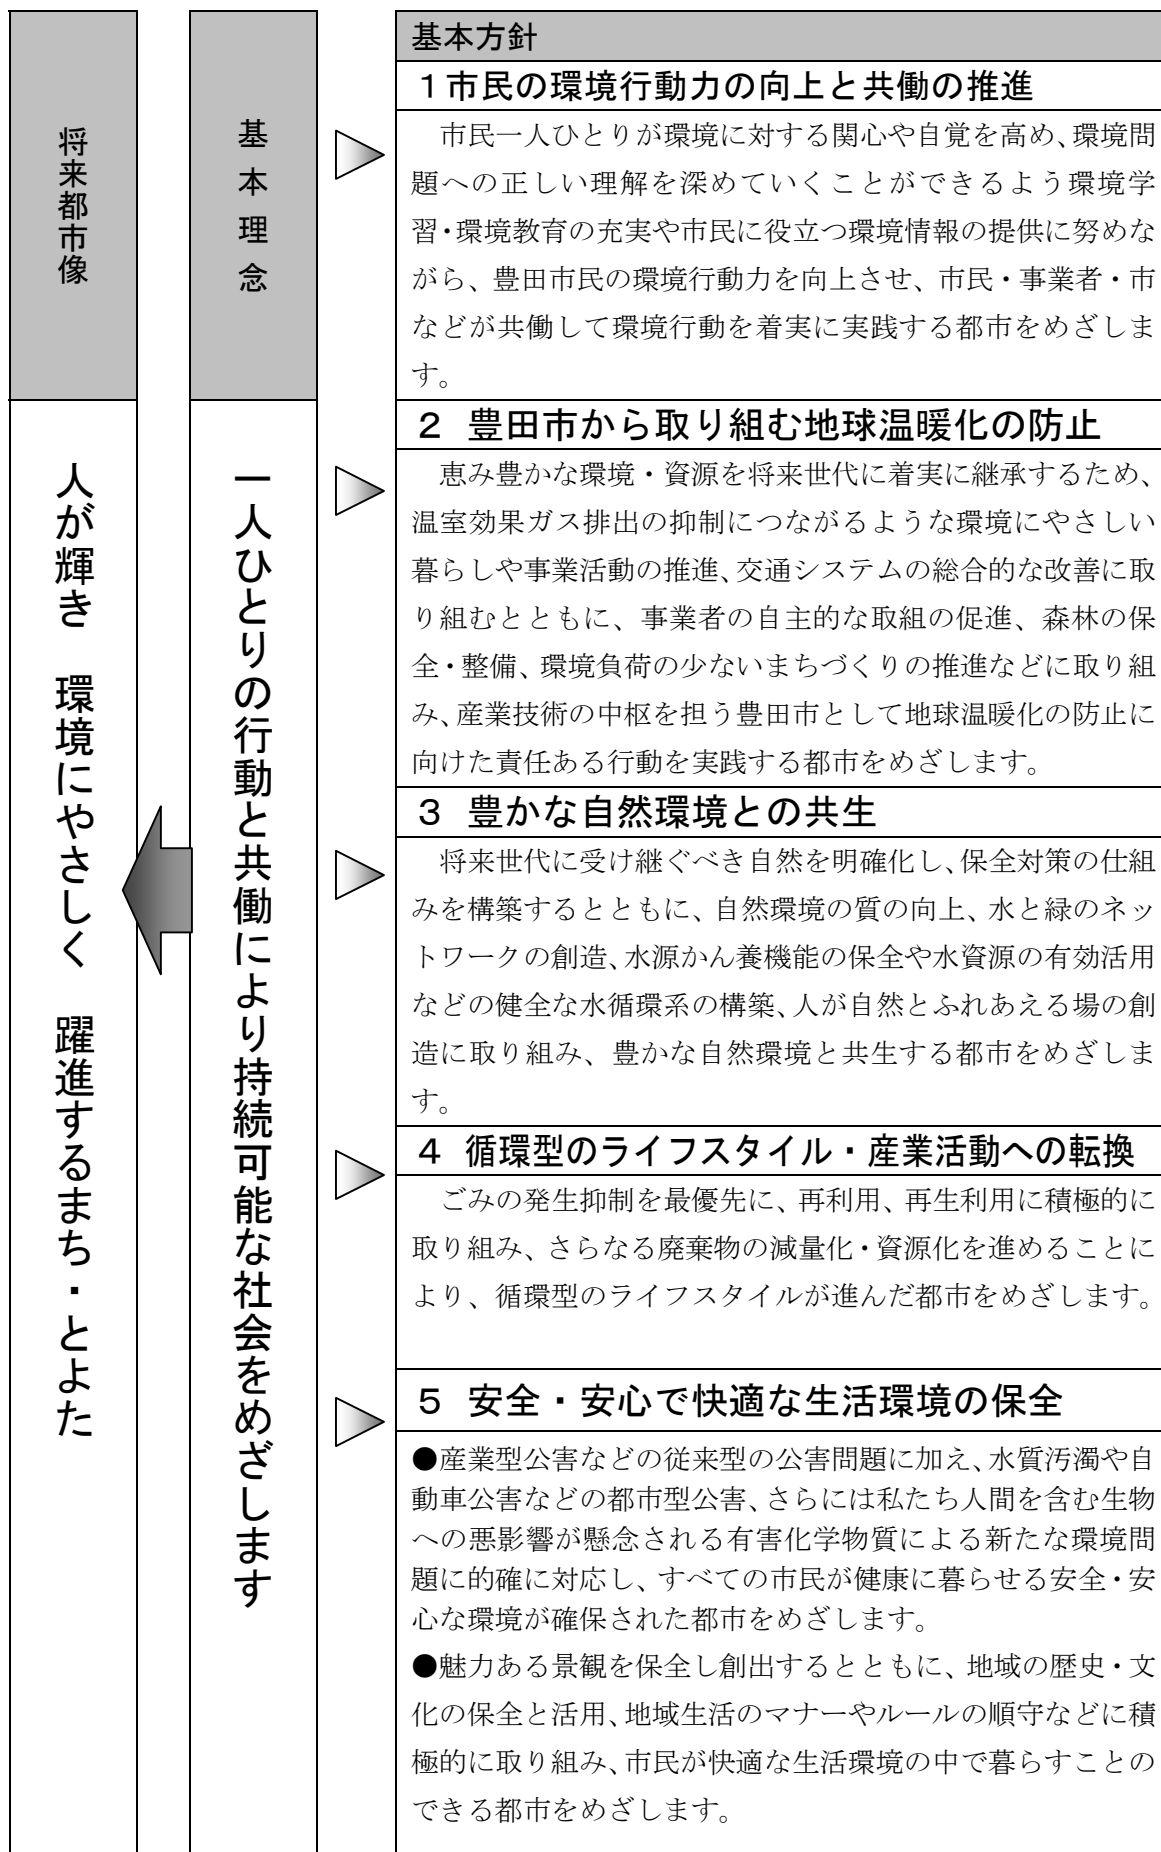 将来都市像
人が輝き　環境にやさしく　躍進するまち・とよた
基本理念
一人ひとりの行動と共働により持続可能な社会をめざします
基本方針
１市民の環境行動力の向上と共働の推進
　市民一人ひとりが環境に対する関心や自覚を高め、環境問
題への正しい理解を深めていくことができるよう環境学
習・環境教育の充実や市民に役立つ環境情報の提供に努めな
がら、豊田市民の環境行動力を向上させ、市民・事業者・市
などが共働して環境行動を着実に実践する都市をめざしま
す。
２　豊田市から取り組む地球温暖化の防止
　恵み豊かな環境・資源を将来世代に着実に継承するため、
温室効果ガス排出の抑制につながるような環境にやさしい
暮らしや事業活動の推進、交通システムの総合的な改善に取
り組むとともに、事業者の自主的な取組の促進、森林の保
全・整備、環境負荷の少ないまちづくりの推進などに取り組
み、産業技術の中枢を担う豊田市として地球温暖化の防止に
向けた責任ある行動を実践する都市をめざします。
３　豊かな自然環境との共生
　将来世代に受け継ぐべき自然を明確化し、保全対策の仕組
みを構築するとともに、自然環境の質の向上、水と緑のネッ
トワークの創造、水源かん養機能の保全や水資源の有効活用
などの健全な水循環系の構築、人が自然とふれあえる場の創
造に取り組み、豊かな自然環境と共生する都市をめざしま
す。
４　循環型のライフスタイル・産業活動への転換
　ごみの発生抑制を最優先に、再利用、再生利用に積極的に
取り組み、さらなる廃棄物の減量化・資源化を進めることに
より、循環型のライフスタイルが進んだ都市をめざします。
５　安全・安心で快適な生活環境の保全
●産業型公害などの従来型の公害問題に加え、水質汚濁や自
動車公害などの都市型公害、さらには私たち人間を含む生物
への悪影響が懸念される有害化学物質による新たな環境問
題に的確に対応し、すべての市民が健康に暮らせる安全・安
心な環境が確保された都市をめざします。
●魅力ある景観を保全し創出するとともに、地域の歴史・文
化の保全と活用、地域生活のマナーやルールの順守などに積
極的に取り組み、市民が快適な生活環境の中で暮らすことの
できる都市をめざします。